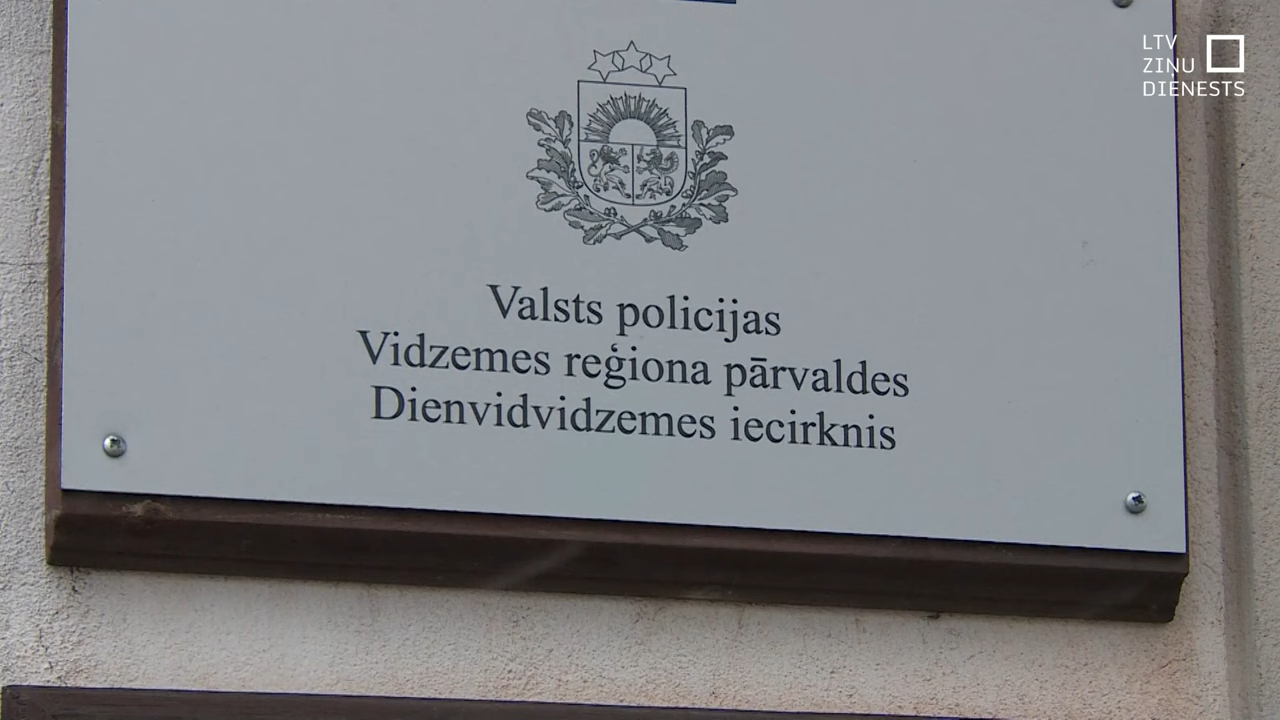 LTV
ZIŅU
DIENESTS
Valsts policijas
Vidzemes reģiona pārvaldes
Dienvidvidzemes iecirknis